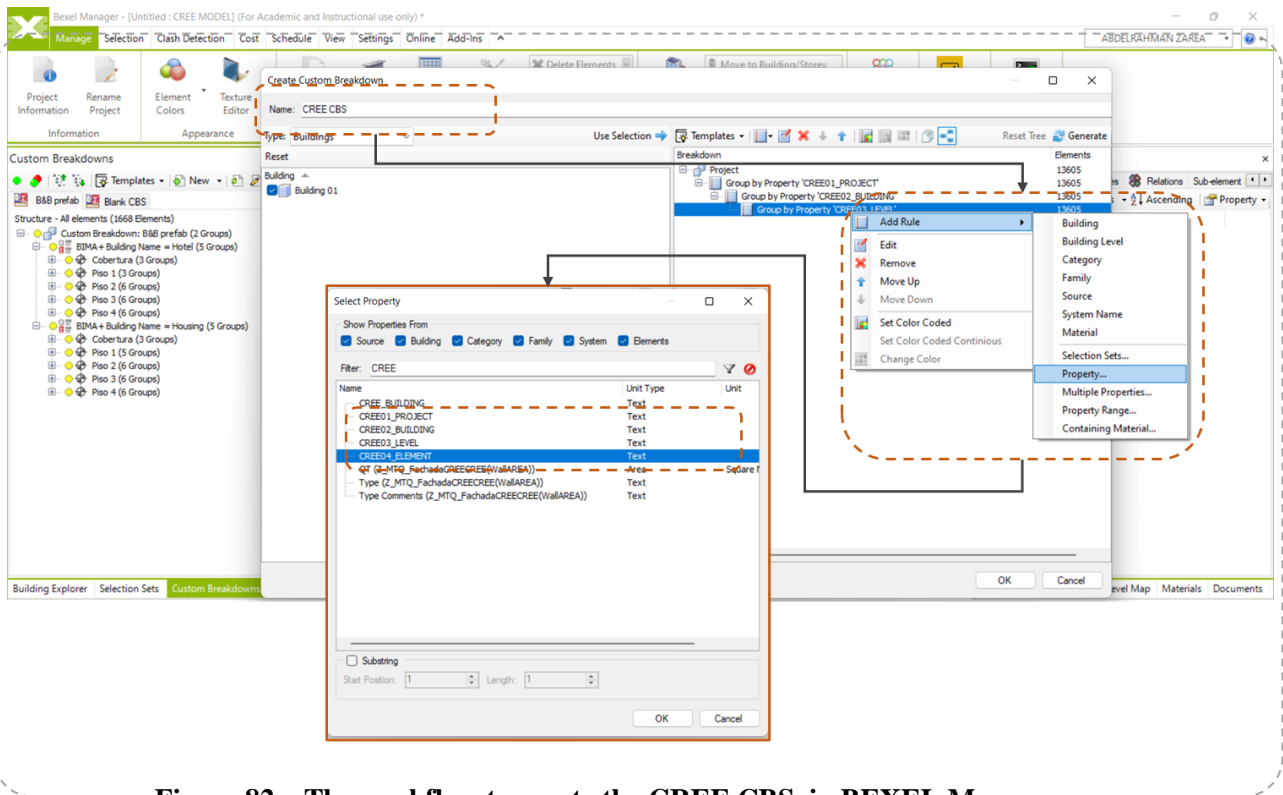 Bexel Manager - [Untitled : CREE MODEL] (For Academic and Instructional use only) *
Manage Selection Clash Detection Cost Schedule View Settings Online Add-Ins
ABDELRAHMAN ZAREA
Project Information
Rename Project
Element Colors
Texture Editor
Delete Elements
Move to Building/Storey
Information
Appearance
Custom Breakdowns
Templates New
B&B prefab Blank CBS
Structure - All elements (1668 Elements)
Custom Breakdown: B&B prefab (2 Groups)
BIMA+ Building Name = Hotel (5 Groups)
Cobertura (3 Groups)
Piso 1 (3 Groups)
Piso 2 (6 Groups)
Piso 3 (6 Groups)
Piso 4 (6 Groups)
BIMA+ Building Name = Housing (5 Groups)
Cobertura (3 Groups)
Piso 1 (5 Groups)
Piso 2 (6 Groups)
Piso 3 (6 Groups)
Piso 4 (6 Groups)
Building Explorer Selection Sets Custom Breakdowns
Create Custom Breakdown
Name: CREE CBS
Type: Buildings
Use Selection
Templates
Reset Tree Generate
Reset
Building
Building 01
Breakdown Elements
Project 13605
Group by Property 'CREE01_PROJECT' 13605
Group by Property 'CREE02_BUILDING' 13605
Group by Property 'CREE03_LEVEL' 13605
Add Rule
Edit
Remove
Move Up
Move Down
Set Color Coded
Set Color Coded Continious
Change Color
Building
Building Level
Category
Family
Source
System Name
Material
Selection Sets...
Property...
Multiple Properties...
Property Range...
Containing Material...
OK Cancel
Relations Sub-element
Ascending Property
Materials Documents
Select Property
Show Properties From
Source Building Category Family System Elements
Filter: CREE
Name Unit Type Unit
CREE_BUILDING Text
CREE01_PROJECT Text
CREE02_BUILDING Text
CREE03_LEVEL Text
CREE04_ELEMENT Text
QT (Z_MTQ_FachadaCREECREE(WallAREA)) Area Square
Type (Z_MTQ_FachadaCREECREE(WallAREA)) Text
Type Comments (Z_MTQ_FachadaCREECREE(WallAREA)) Text
Substring
Start Position: 1 Length: 1
OK Cancel